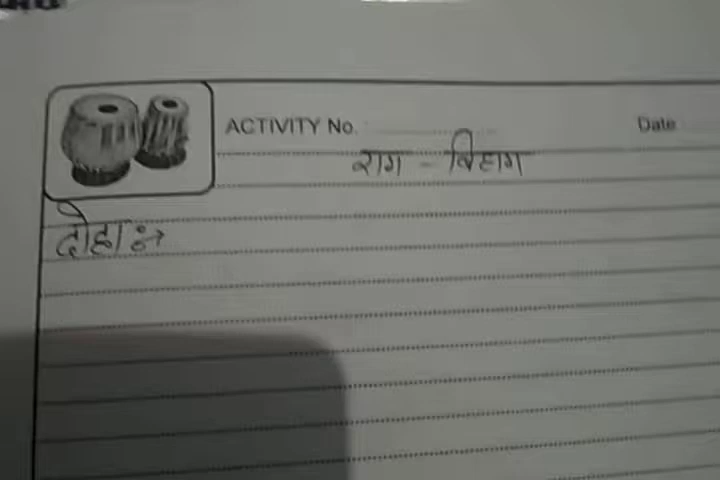 ACTIVITY No. Date
राग - विहाग
दोहा :→